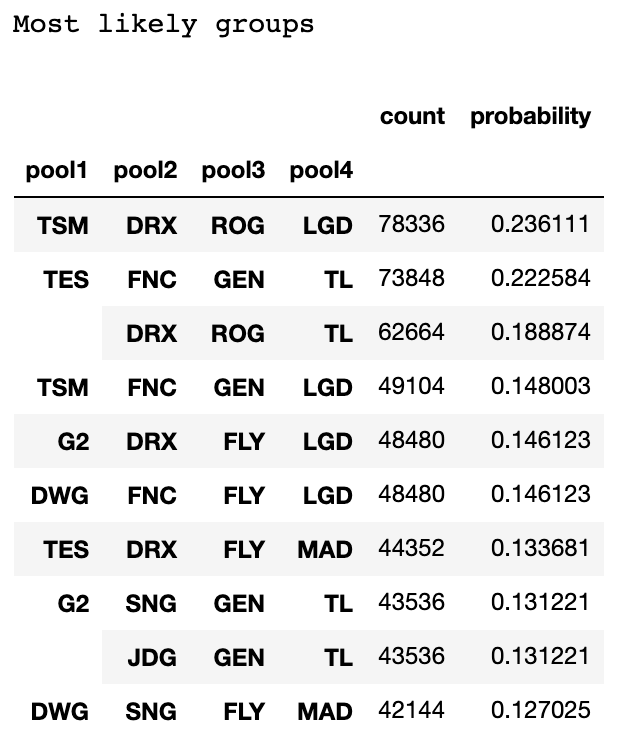 Most likely groups
count probability
pool1 pool2 pool3 pool4
TSM DRX ROG LGD 78336 0.236111
TES FNC GEN TL 73848 0.222584
DRX ROG TL 62664 0.188874
TSM FNC GEN LGD 49104 0.148003
G2 DRX FLY LGD 48480 0.146123
DWG FNC FLY LGD 48480 0.146123
TES DRX FLY MAD 44352 0.133681
G2 SNG GEN TL 43536 0.131221
JDG GEN TL 43536 0.131221
DWG SNG FLY MAD 42144 0.127025